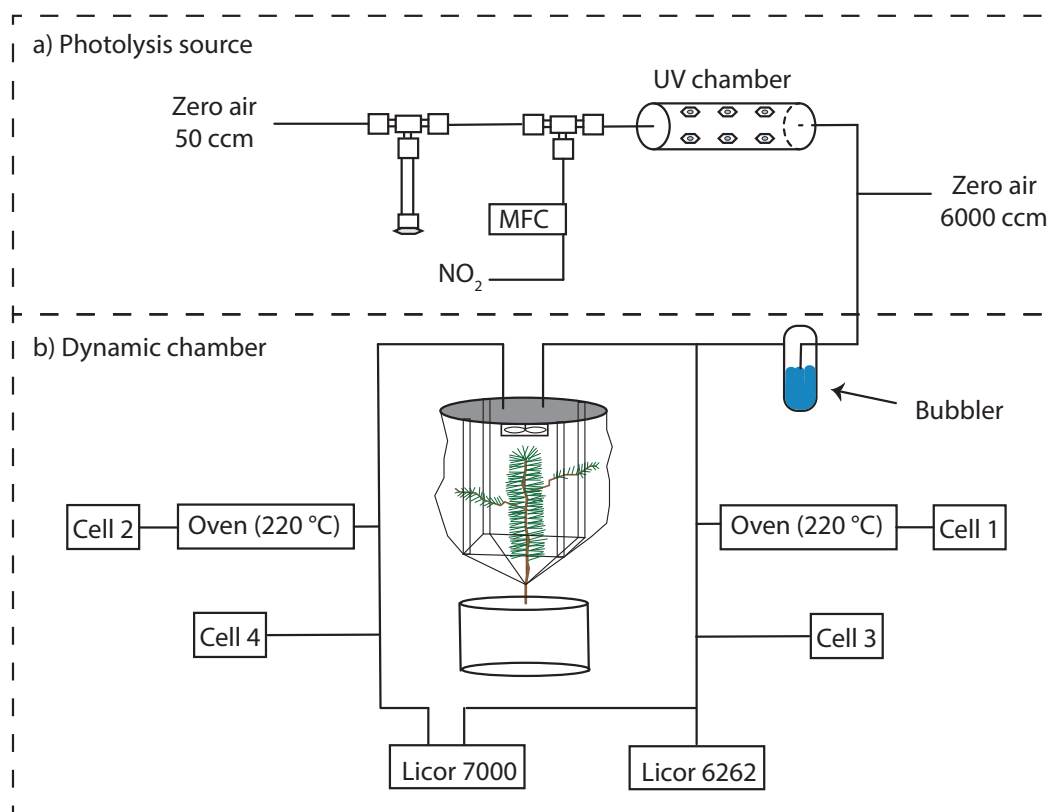 a) Photolysis source
UV chamber
Zero air
50 ccm
Zero air
6000 ccm
MFC
NO₂
b) Dynamic chamber
Bubbler
Cell 2
Oven (220 °C)
Oven (220 °C)
Cell 1
Cell 4
Cell 3
Licor 7000
Licor 6262